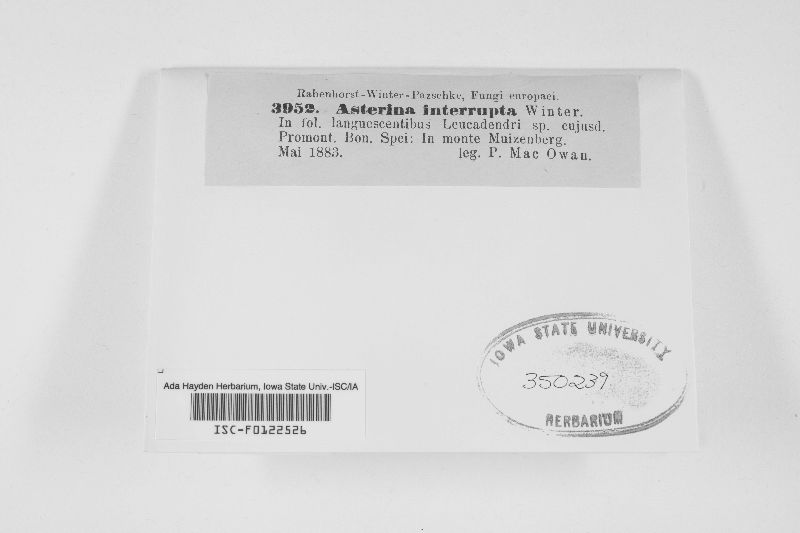 Rabenhorst-Winter-Pazschke, Fungi europaei.
3952. Asterina interrupta Winter.
In fol. languescentibus Leucadendri sp. cujusd.
Promont. Bon. Spei: In monte Muizenberg.
Mai 1883. leg. P. Mac Owan.
IOWA STATE UNIVERSITY
350239
HERBARIUM
Ada Hayden Herbarium, Iowa State Univ.-ISC/IA
ISC-F0122526